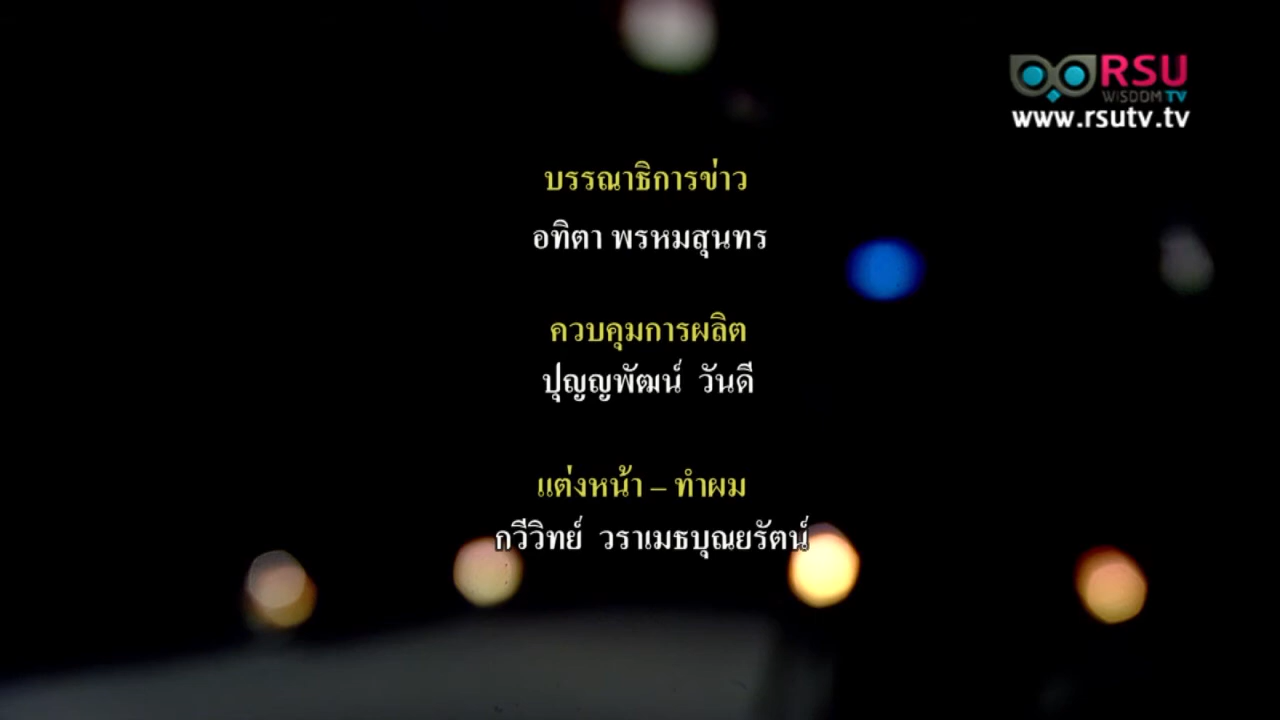 RSU
WiSDOM TV
www.rsutv.tv
บรรณาธิการข่าว
อทิตา พรหมสุนทร
ควบคุมการผลิต
ปุญญพัฒน์ วันดี
แต่งหน้า – ทำผม
กวีวิทย์ วราเมธบุณยรัตน์